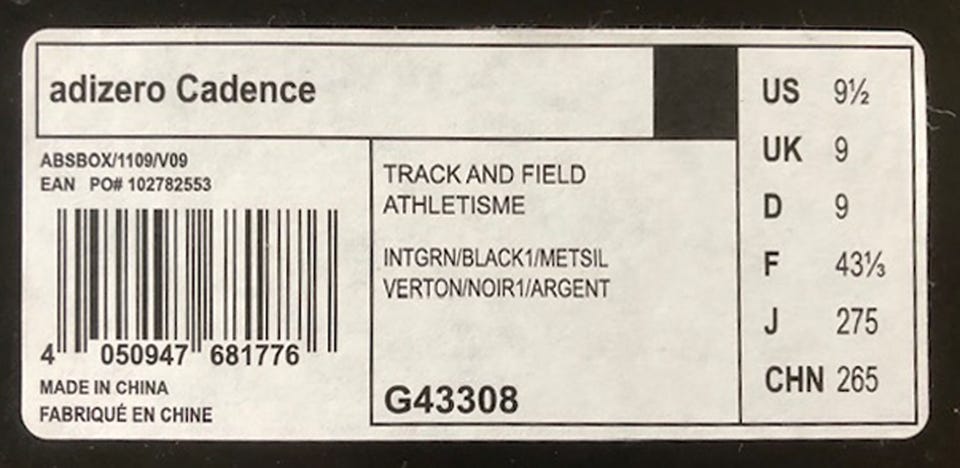 adizero Cadence
ABSBOX/1109/V09
EAN PO# 102782553
4 050947 681776
MADE IN CHINA
FABRIQUÉ EN CHINE
TRACK AND FIELD
ATHLETISME
INTGRN/BLACK1/METSIL
VERTON/NOIR1/ARGENT
G43308
US 9½
UK 9
D 9
F 43⅓
J 275
CHN 265